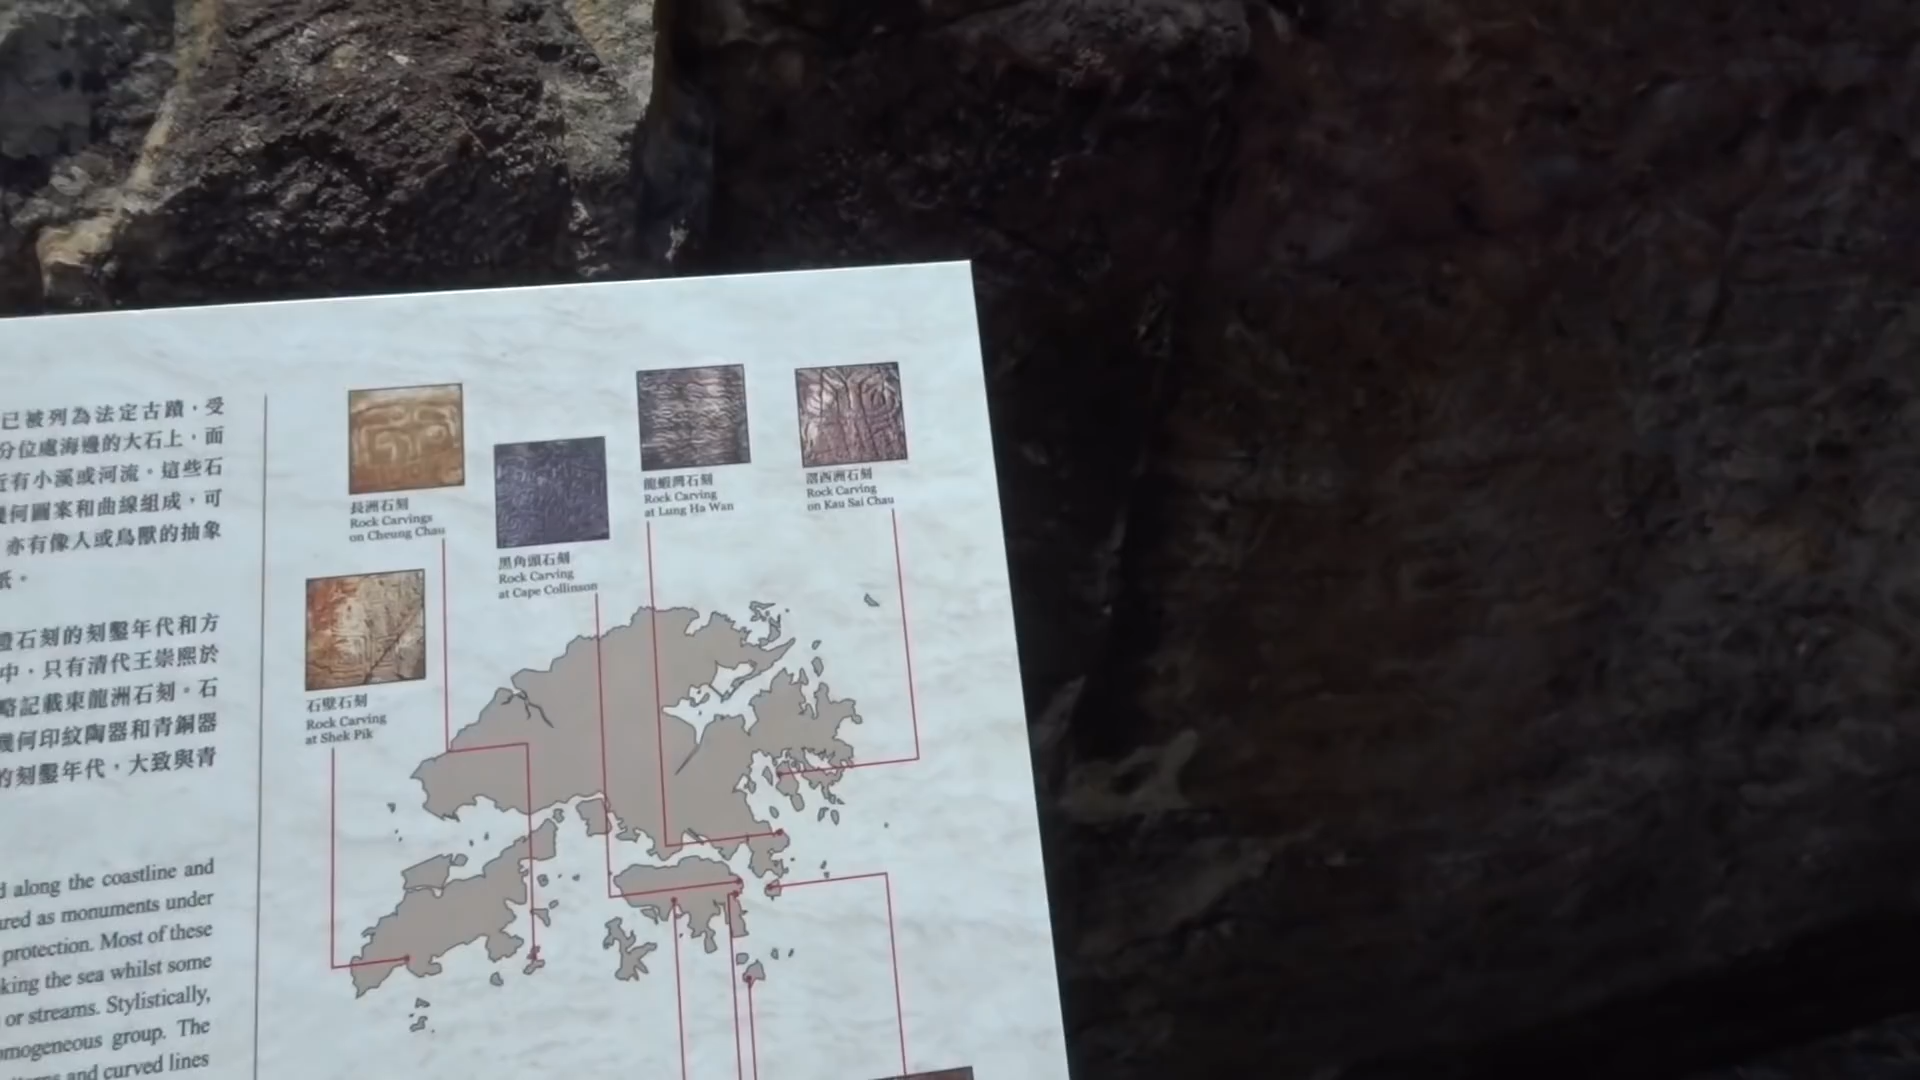 已被列為法定古蹟，受
分位處海邊的大石上，面
近有小溪或河流。這些石
幾何圖案和曲線組成，可
亦有像人或鳥獸的抽象
紙。
證石刻的刻鑿年代和方
中，只有清代王崇熙於
略記載東龍洲石刻。石
幾何印紋陶器和青銅器
的刻鑿年代，大致與青
d along the coastline and
ured as monuments under
protection. Most of these
king the sea whilst some
or streams. Stylistically,
omogeneous group. The
and curved lines
長洲石刻
Rock Carvings
on Cheung Chau
黑角頭石刻
Rock Carving
at Cape Collinson
龍蝦灣石刻
Rock Carving
at Lung Ha Wan
滘西洲石刻
Rock Carving
on Kau Sai Chau
石壁石刻
Rock Carving
at Shek Pik